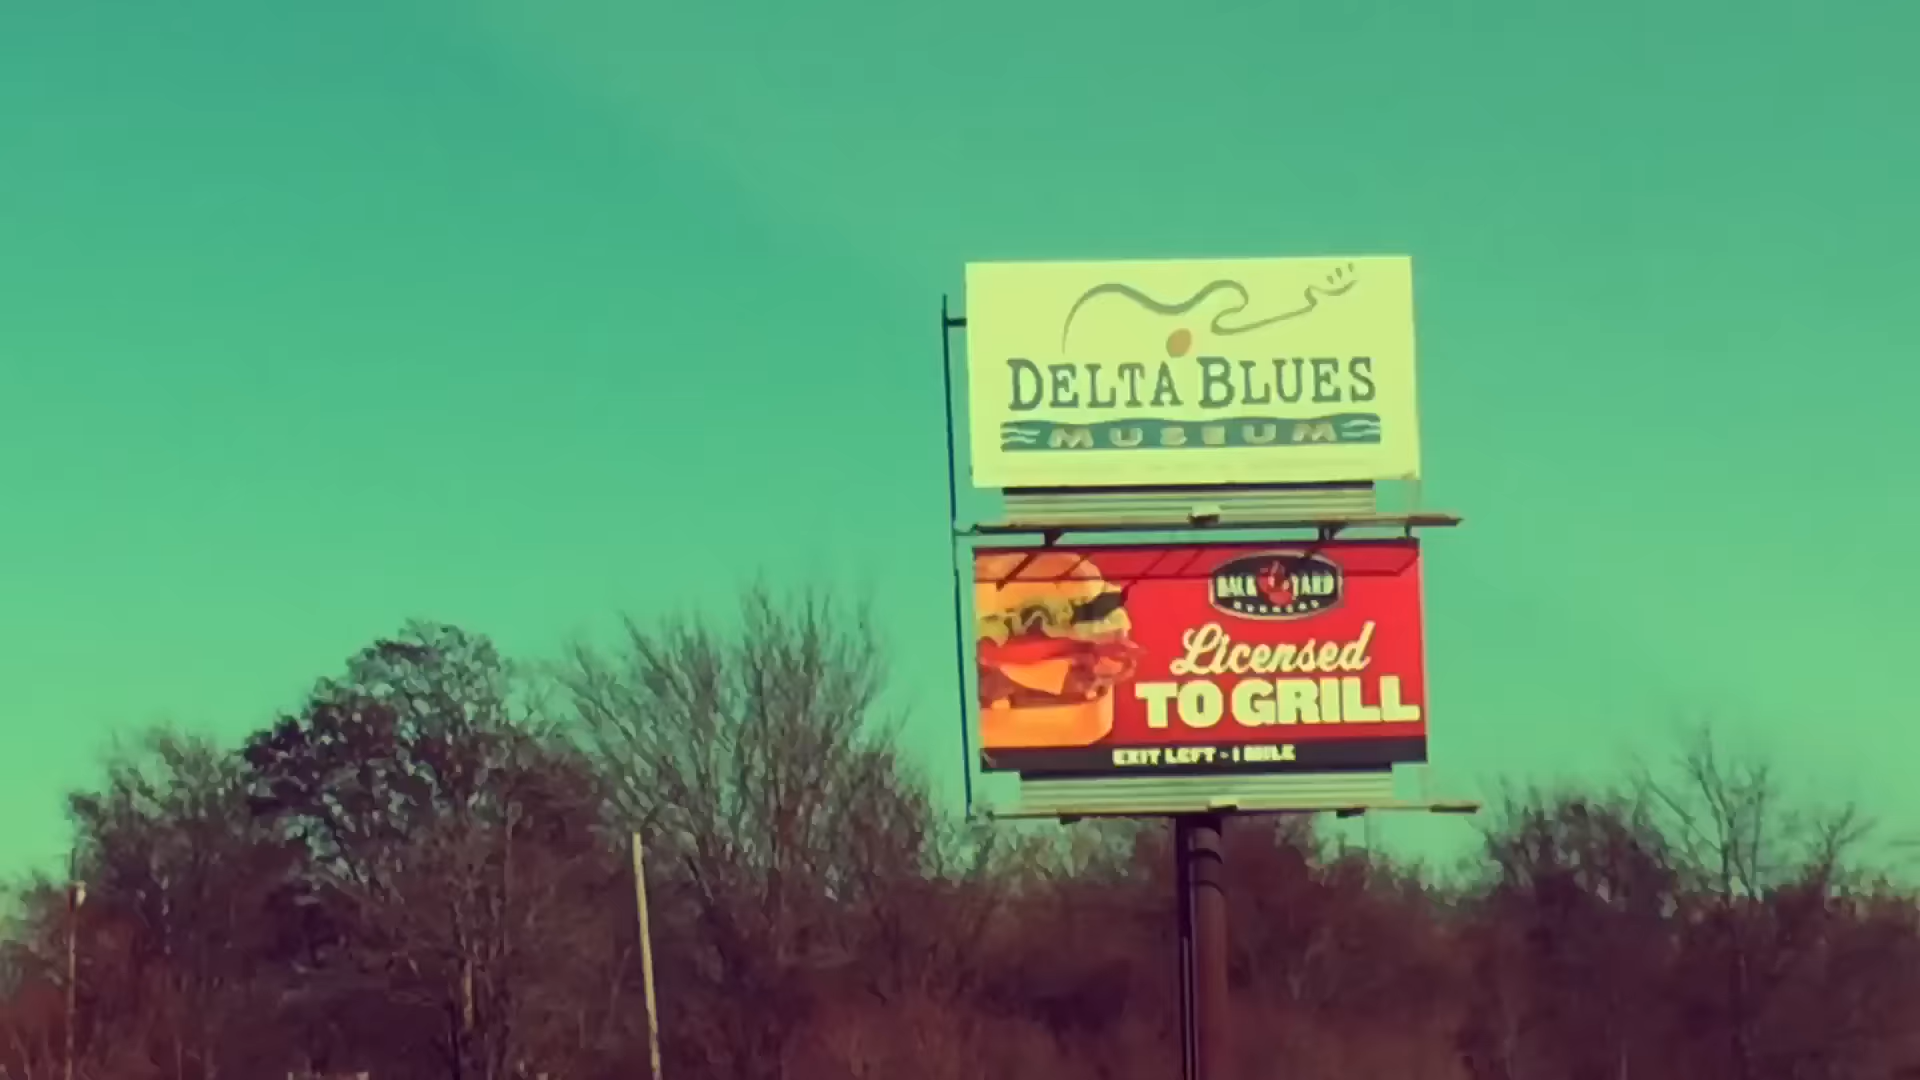 DELTA BLUES
MUSEUM
BACK YARD
BURGERS
Licensed
TO GRILL
EXIT LEFT - 1 MILE